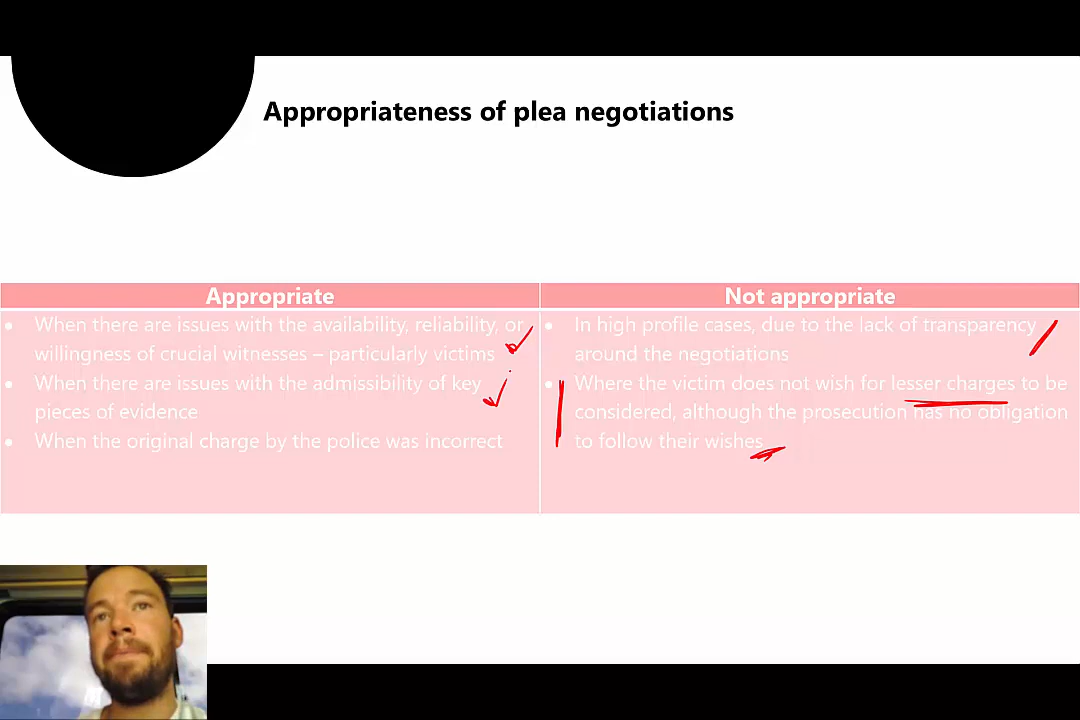 Appropriateness of plea negotiations
Appropriate
• When there are issues with the availability, reliability, or
willingness of crucial witnesses – particularly victims
• When there are issues with the admissibility of key
pieces of evidence
• When the original charge by the police was incorrect
Not appropriate
• In high profile cases, due to the lack of transparency
around the negotiations
• Where the victim does not wish for lesser charges to be
considered, although the prosecution has no obligation
to follow their wishes